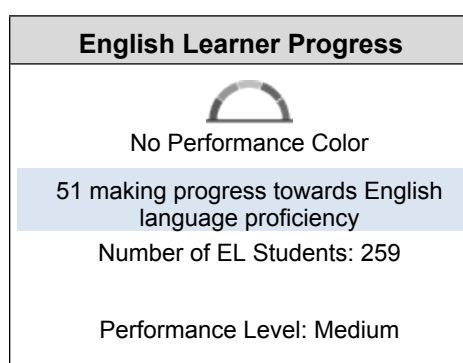 English Learner Progress
No Performance Color
51 making progress towards English
language proficiency
Number of EL Students: 259
Performance Level: Medium